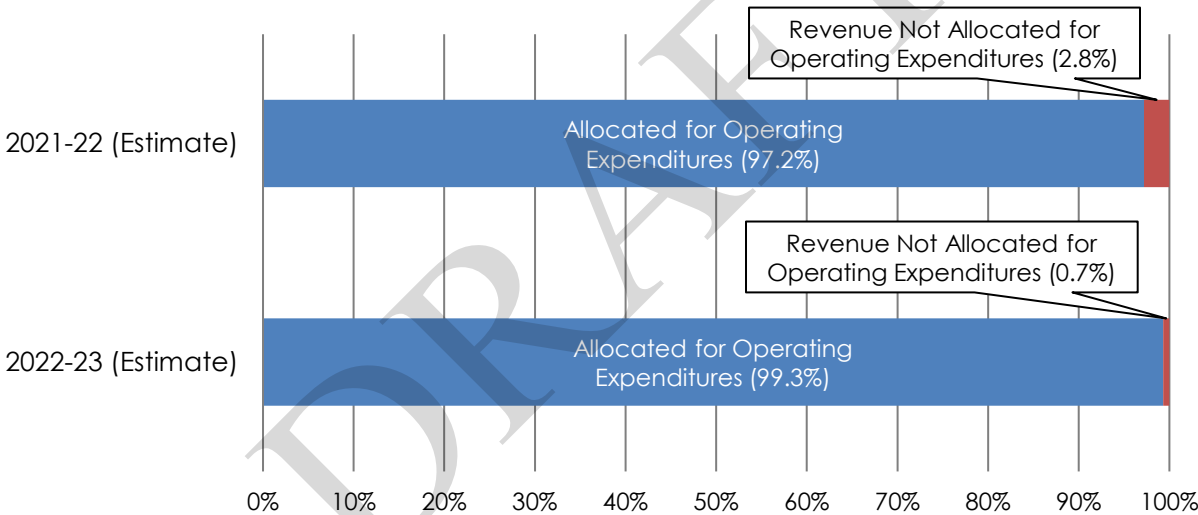 Revenue Not Allocated for
Operating Expenditures (2.8%)
2021-22 (Estimate)
Allocated for Operating
Expenditures (97.2%)
Revenue Not Allocated for
Operating Expenditures (0.7%)
2022-23 (Estimate)
Allocated for Operating
Expenditures (99.3%)
0% 10% 20% 30% 40% 50% 60% 70% 80% 90% 100%
DRAFT